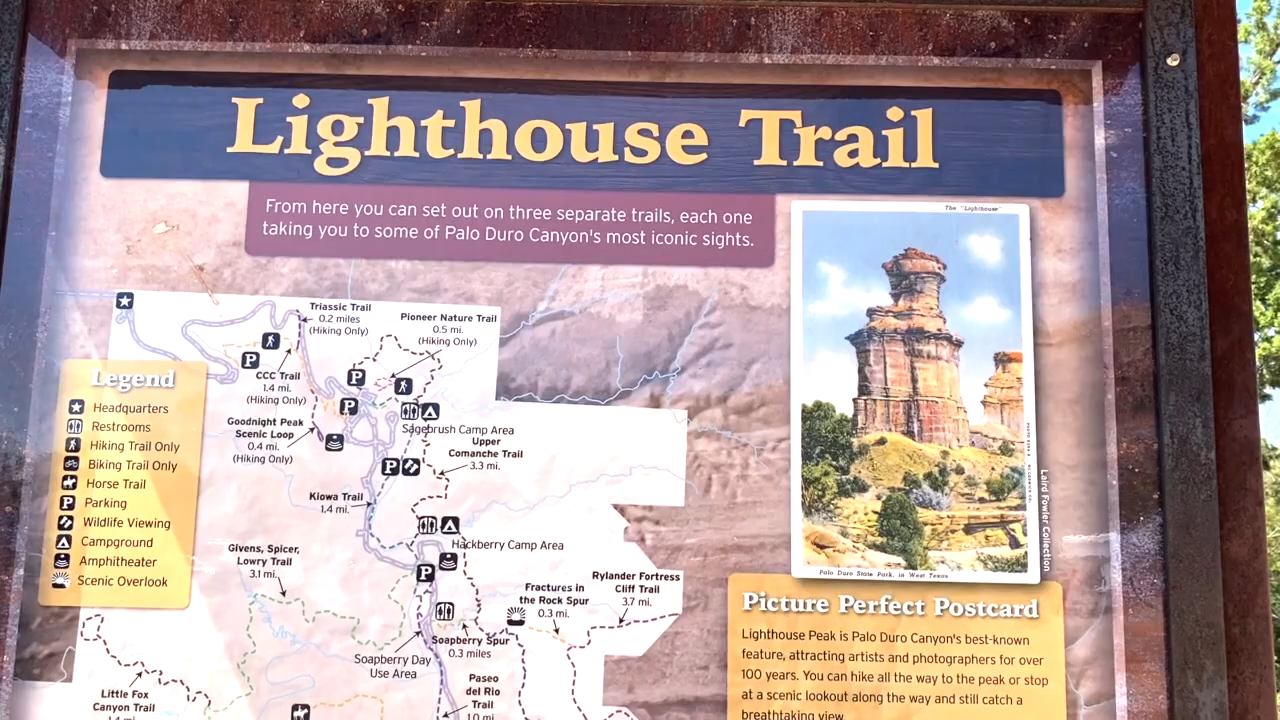 Lighthouse Trail
From here you can set out on three separate trails, each one
taking you to some of Palo Duro Canyon's most iconic sights.
The "Lighthouse"
Palo Duro State Park, in West Texas
Laird Fowler Collection
Triassic Trail
0.2 miles
(Hiking Only)
Pioneer Nature Trail
0.5 mi.
(Hiking Only)
P
CCC Trail
1.4 mi.
(Hiking Only)
P
P
Goodnight Peak
Scenic Loop
0.4 mi.
(Hiking Only)
Sagebrush Camp Area
Upper
Comanche Trail
3.3 mi.
P
Kiowa Trail
1.4 mi.
Hackberry Camp Area
P
Givens, Spicer,
Lowry Trail
3.1 mi.
Fractures in
the Rock Spur
0.3 mi.
Rylander Fortress
Cliff Trail
3.7 mi.
Soapberry Spur
0.3 miles
Soapberry Day
Use Area
Paseo
del Rio
Trail
1.0 mi.
Little Fox
Canyon Trail
1.4 mi.
Legend
Headquarters
Restrooms
Hiking Trail Only
Biking Trail Only
Horse Trail
P Parking
Wildlife Viewing
Campground
Amphitheater
Scenic Overlook
Picture Perfect Postcard
Lighthouse Peak is Palo Duro Canyon's best-known
feature, attracting artists and photographers for over
100 years. You can hike all the way to the peak or stop
at a scenic lookout along the way and still catch a
breathtaking view.